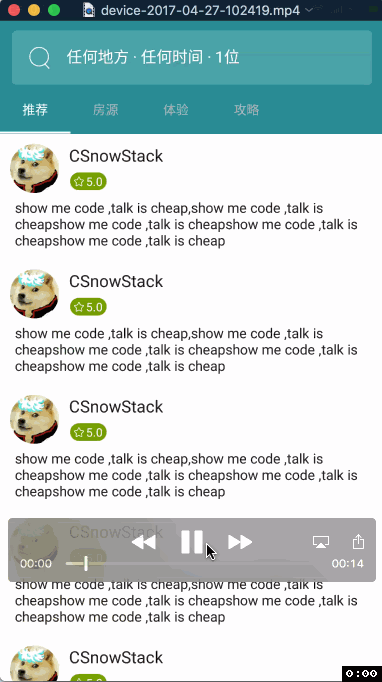 device-2017-04-27-102419.mp4
任何地方 · 任何时间 · 1位
推荐 房源 体验 攻略
CSnowStack
5.0
show me code ,talk is cheap,show me code ,talk is
cheapshow me code ,talk is cheapshow me code ,talk is
cheapshow me code ,talk is cheap
CSnowStack
5.0
show me code ,talk is cheap,show me code ,talk is
cheapshow me code ,talk is cheapshow me code ,talk is
cheapshow me code ,talk is cheap
CSnowStack
5.0
show me code ,talk is cheap,show me code ,talk is
cheapshow me code ,talk is cheapshow me code ,talk is
cheapshow me code ,talk is cheap
CSnowStack
00:00 00:14
show me code ,talk is cheap,show me code ,talk is
cheapshow me code ,talk is cheapshow me code ,talk is
cheapshow me code ,talk is cheap
CSnowStack
5.0
0:00